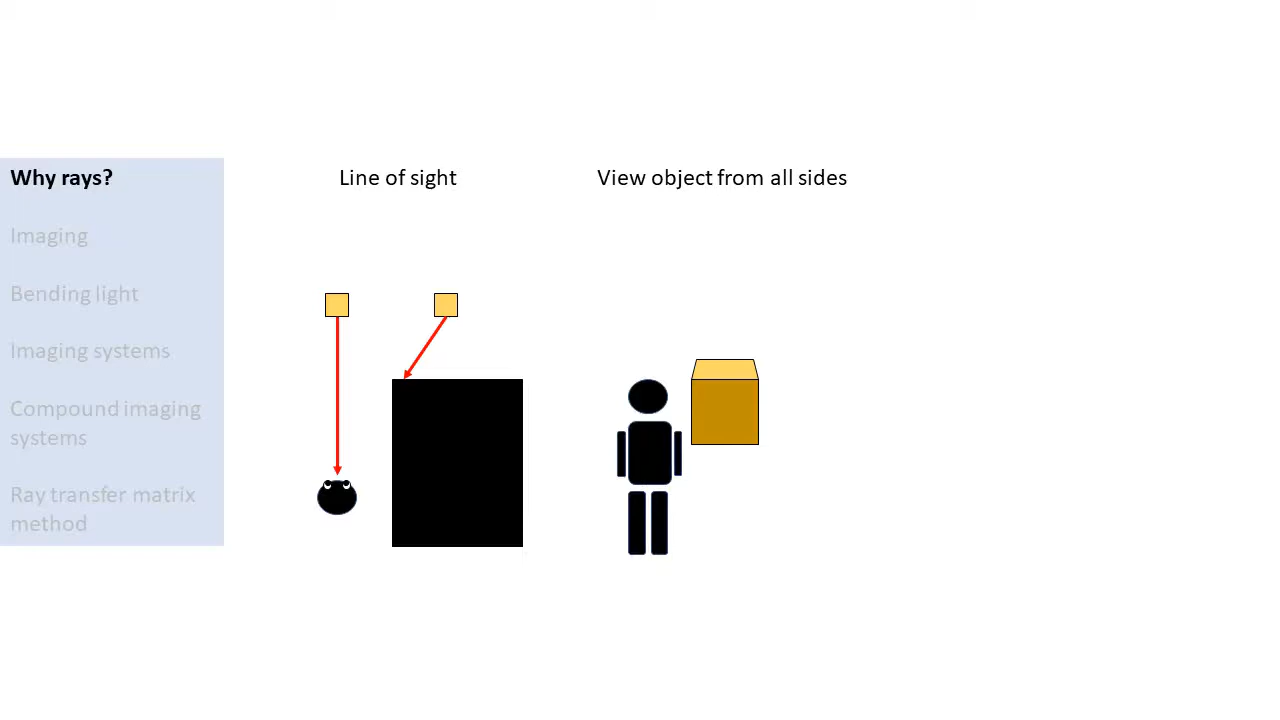 Why rays?
Imaging
Bending light
Imaging systems
Compound imaging
systems
Ray transfer matrix
method
Line of sight
View object from all sides